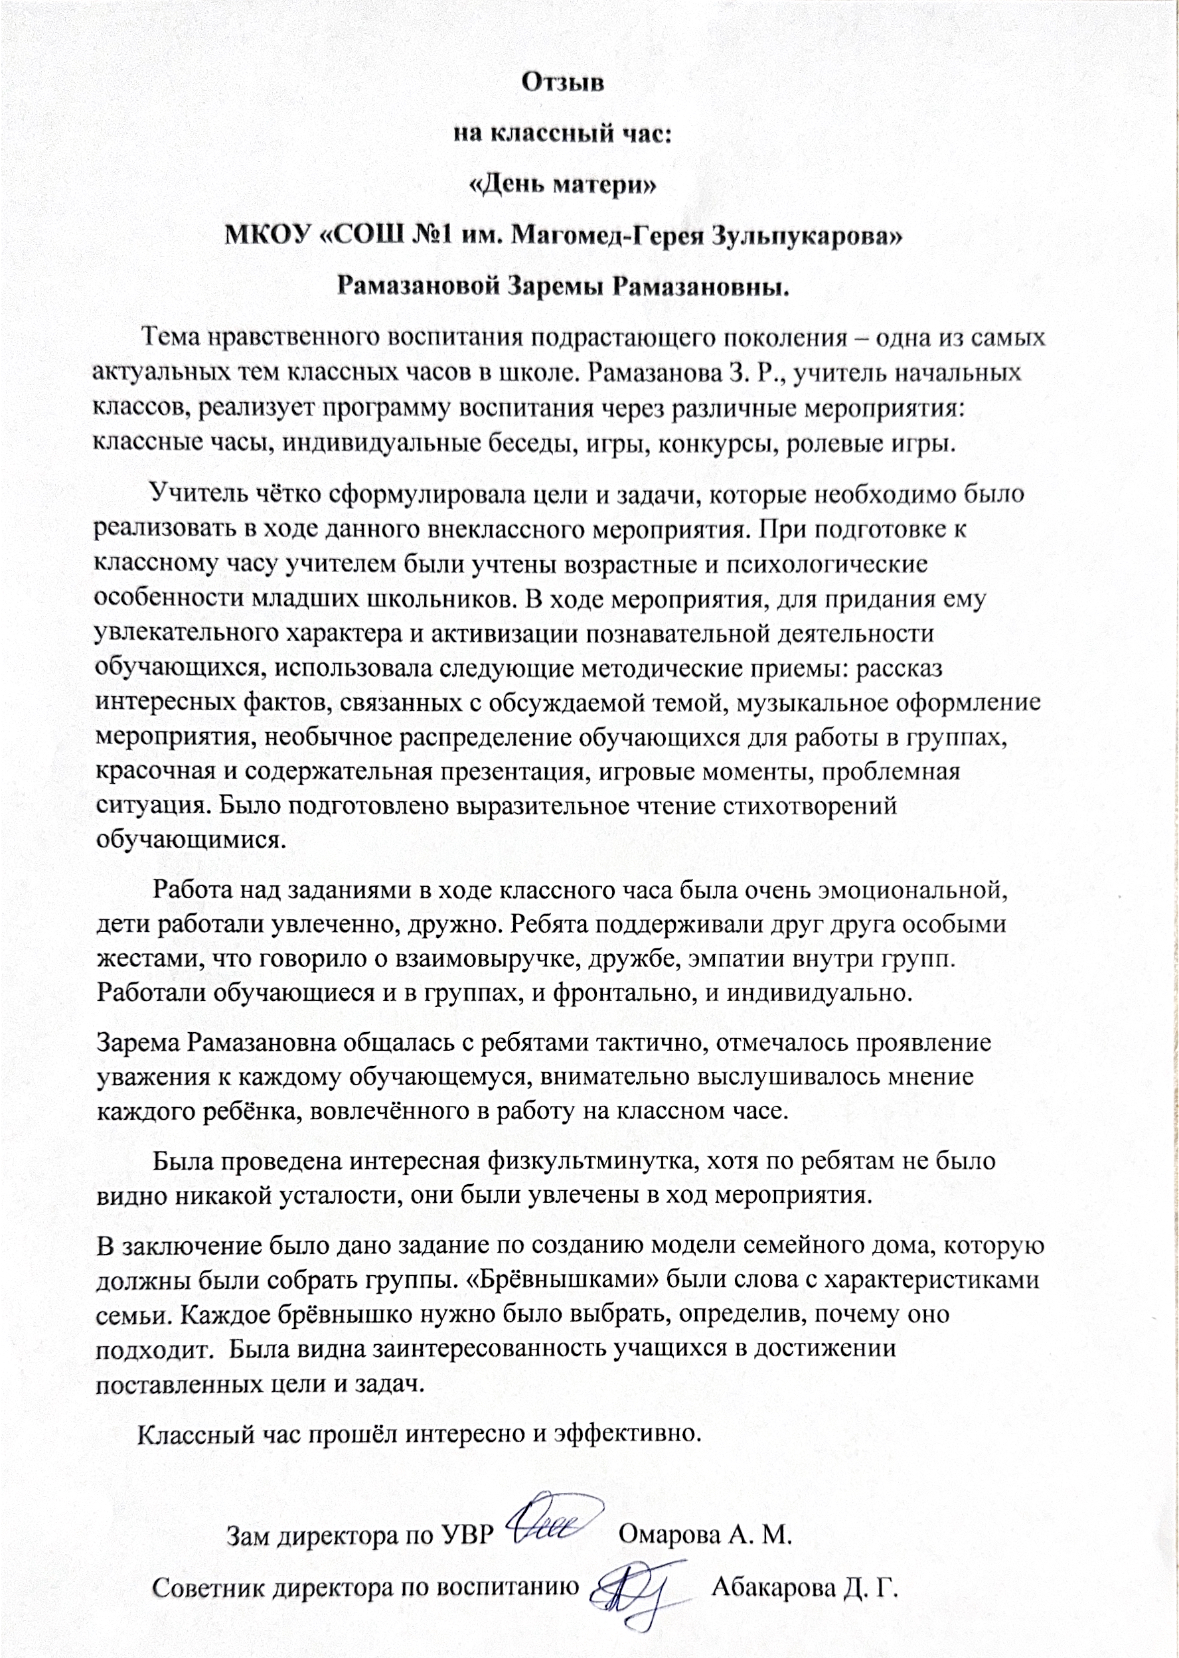 Отзыв
на классный час:
«День матери»
МКОУ «СОШ №1 им. Магомед-Герея Зульпукарова»
Рамазановой Заремы Рамазановны.
Тема нравственного воспитания подрастающего поколения – одна из самых
актуальных тем классных часов в школе. Рамазанова З. Р., учитель начальных
классов, реализует программу воспитания через различные мероприятия:
классные часы, индивидуальные беседы, игры, конкурсы, ролевые игры.
Учитель чётко сформулировала цели и задачи, которые необходимо было
реализовать в ходе данного внеклассного мероприятия. При подготовке к
классному часу учителем были учтены возрастные и психологические
особенности младших школьников. В ходе мероприятия, для придания ему
увлекательного характера и активизации познавательной деятельности
обучающихся, использовала следующие методические приемы: рассказ
интересных фактов, связанных с обсуждаемой темой, музыкальное оформление
мероприятия, необычное распределение обучающихся для работы в группах,
красочная и содержательная презентация, игровые моменты, проблемная
ситуация. Было подготовлено выразительное чтение стихотворений
обучающимися.
Работа над заданиями в ходе классного часа была очень эмоциональной,
дети работали увлеченно, дружно. Ребята поддерживали друг друга особыми
жестами, что говорило о взаимовыручке, дружбе, эмпатии внутри групп.
Работали обучающиеся и в группах, и фронтально, и индивидуально.
Зарема Рамазановна общалась с ребятами тактично, отмечалось проявление
уважения к каждому обучающемуся, внимательно выслушивалось мнение
каждого ребёнка, вовлечённого в работу на классном часе.
Была проведена интересная физкультминутка, хотя по ребятам не было
видно никакой усталости, они были увлечены в ход мероприятия.
В заключение было дано задание по созданию модели семейного дома, которую
должны были собрать группы. «Брёвнышками» были слова с характеристиками
семьи. Каждое брёвнышко нужно было выбрать, определив, почему оно
подходит. Была видна заинтересованность учащихся в достижении
поставленных цели и задач.
Классный час прошёл интересно и эффективно.
Зам директора по УВР Омарова А. М.
Советник директора по воспитанию Абакарова Д. Г.